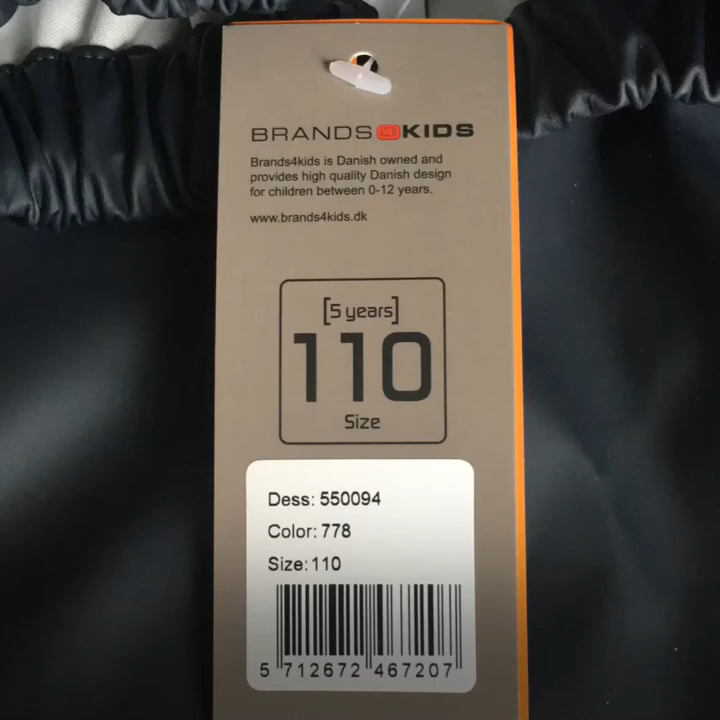 BRANDS4KIDS
Brands4kids is Danish owned and
provides high quality Danish design
for children between 0-12 years.
www.brands4kids.dk
[5 years]
110
Size
Dess: 550094
Color: 778
Size: 110
5 712672 467207